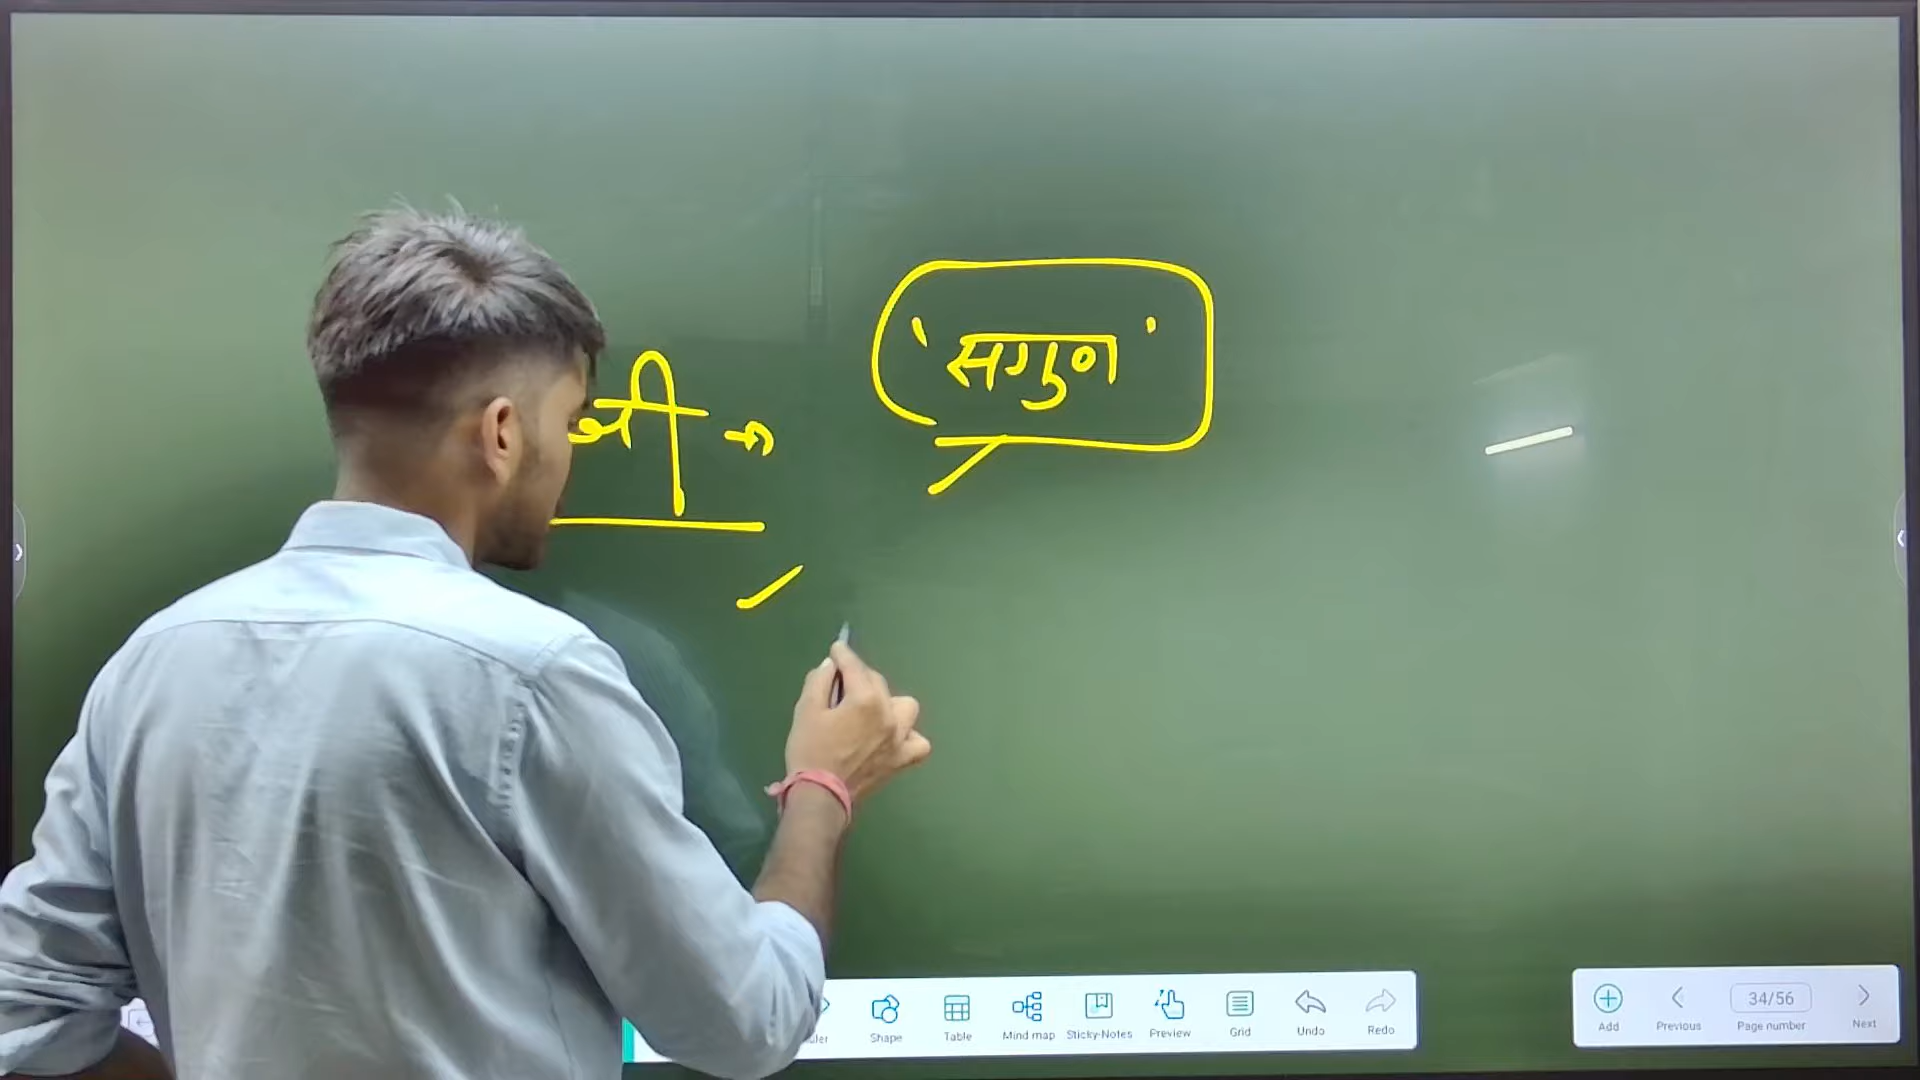 'सगुण'
Shape Table Mind map Sticky-Notes Preview Grid Undo Redo
Add Previous 34/56 Page number Next